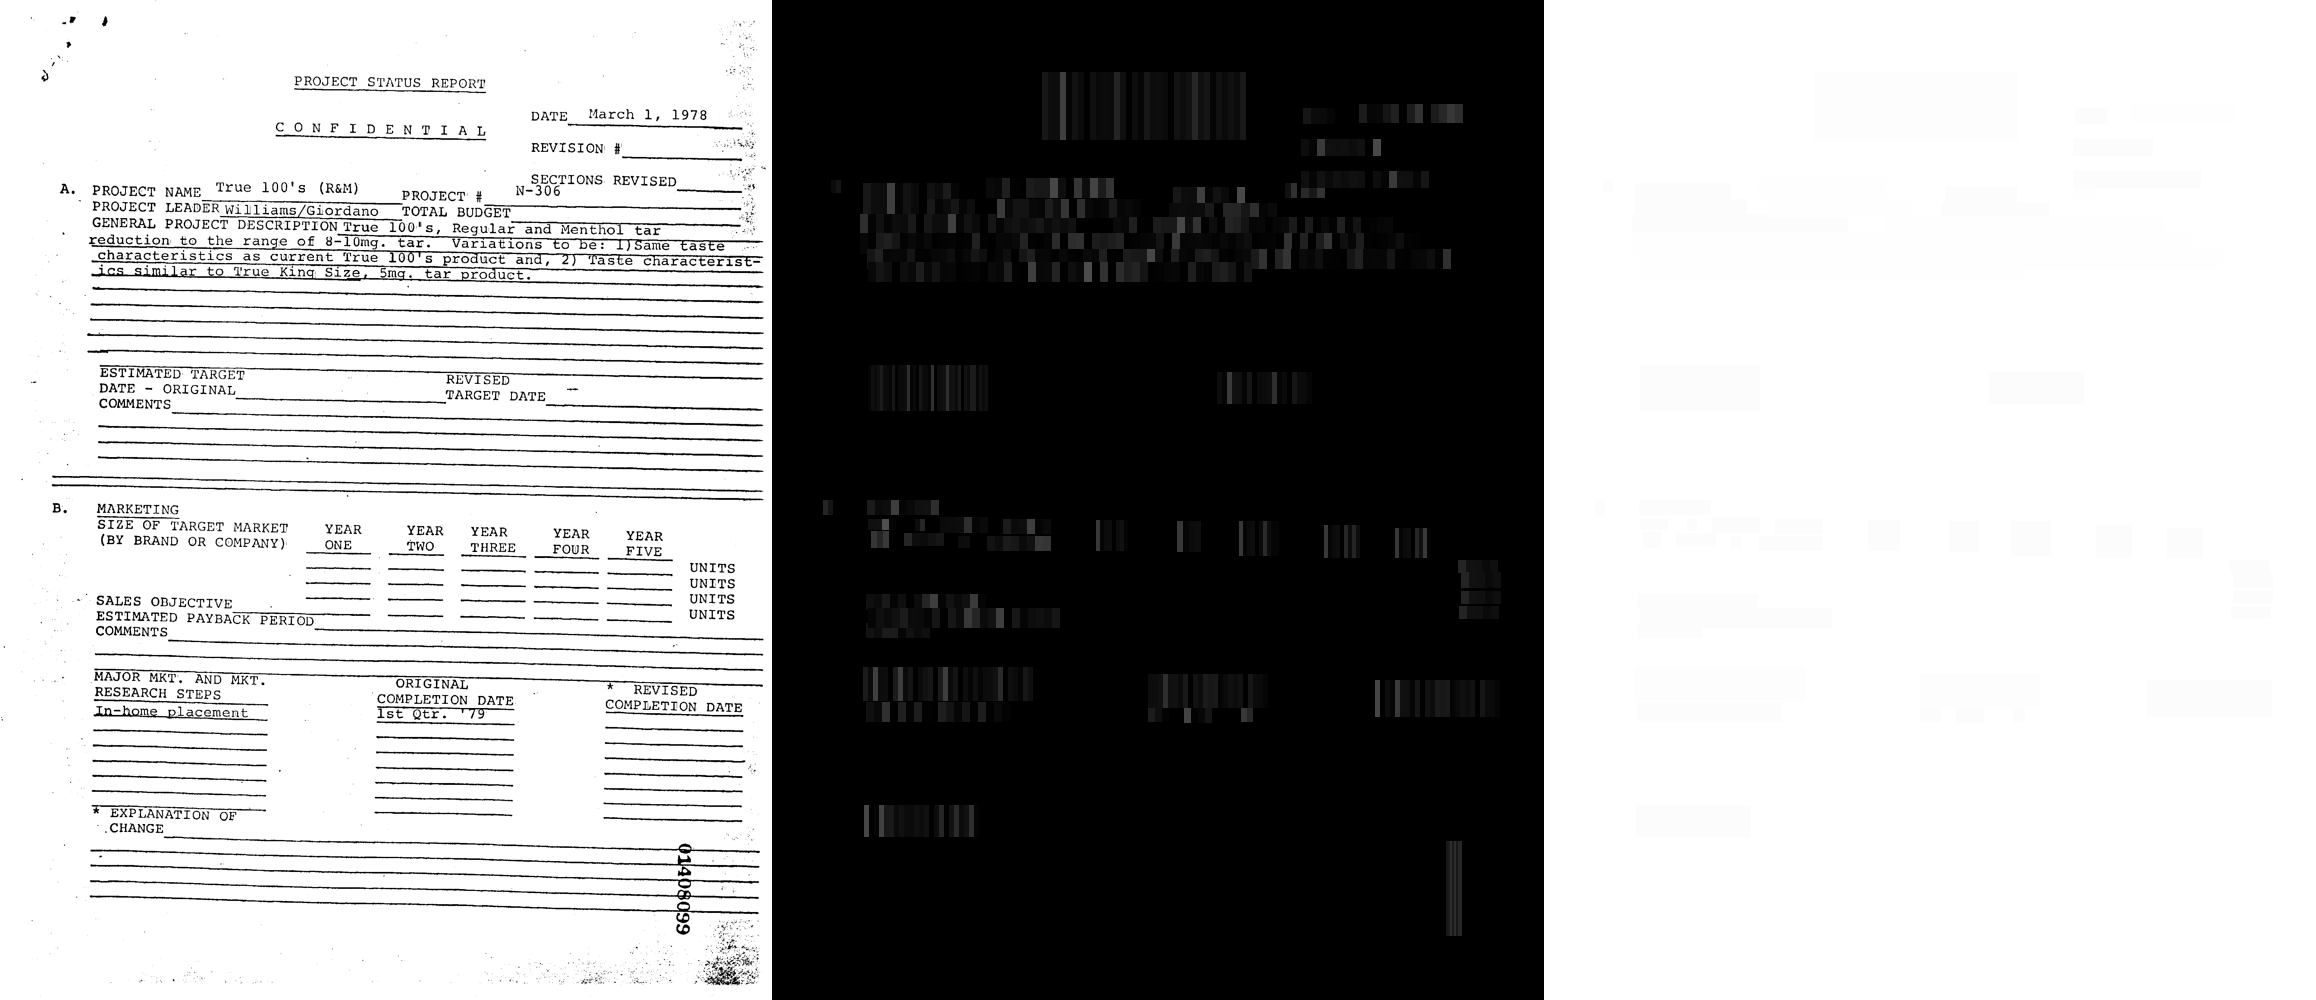 PROJECT STATUS REPORT
C O N F I D E N T I A L
DATE March 1, 1978
REVISION #
SECTIONS REVISED
A. PROJECT NAME True 100's (R&M) PROJECT # N-306
PROJECT LEADER Williams/Giordano TOTAL BUDGET
GENERAL PROJECT DESCRIPTION True 100's, Regular and Menthol tar
reduction to the range of 8-10mg. tar. Variations to be: 1)Same taste
characteristics as current True 100's product and, 2) Taste characterist-
ics similar to True King Size, 5mg. tar product.
ESTIMATED TARGET
DATE - ORIGINAL
REVISED
TARGET DATE
COMMENTS
B. MARKETING
SIZE OF TARGET MARKET
(BY BRAND OR COMPANY)
YEAR ONE
YEAR TWO
YEAR THREE
YEAR FOUR
YEAR FIVE
UNITS
UNITS
UNITS
UNITS
SALES OBJECTIVE
ESTIMATED PAYBACK PERIOD
COMMENTS
MAJOR MKT. AND MKT.
RESEARCH STEPS
In-home placement
ORIGINAL
COMPLETION DATE
1st Qtr. '79
* REVISED
COMPLETION DATE
* EXPLANATION OF
CHANGE
01408099